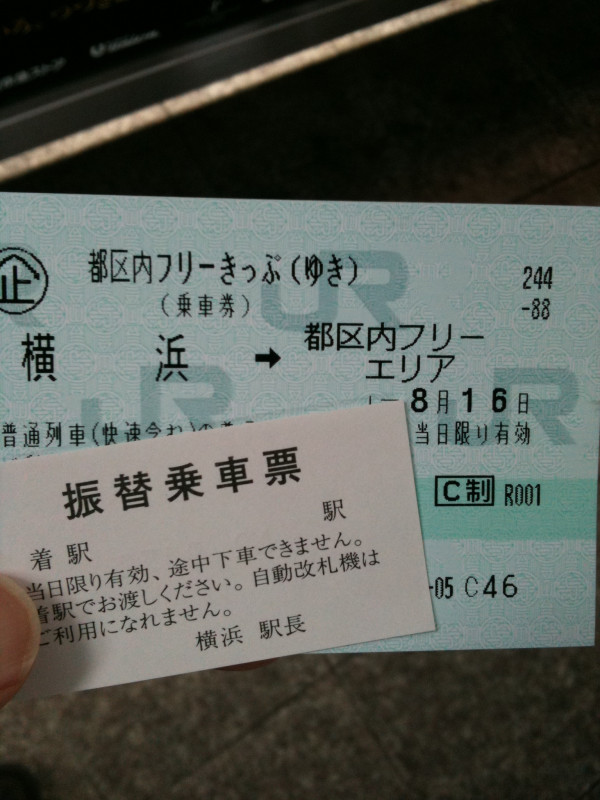 企
都区内フリーきっぷ(ゆき)
(乗車券)
244
-88
横 浜 → 都区内フリー
エリア
8月16日
普通列車(快速含む)の
当日限り有効
C制 R001
-05 C46
振替乗車票
駅
着 駅
当日限り有効、途中下車できません。
着駅でお渡しください。自動改札機は
ご利用になれません。
横浜 駅長